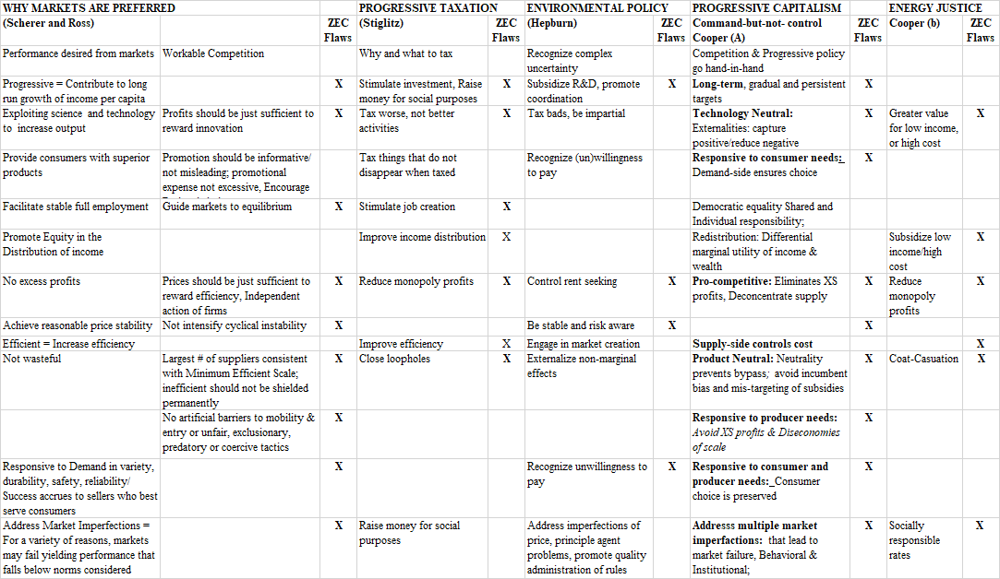 WHY MARKETS ARE PREFERRED
PROGRESSIVE TAXATION
ENVIRONMENTAL POLICY
PROGRESSIVE CAPITALISM
ENERGY JUSTICE
(Scherer and Ross)
ZEC
Flaws
(Stiglitz)
ZEC
Flaws
(Hepburn)
ZEC
Flaws
Command-but-not- control
Cooper (A)
ZEC
Flaws
Cooper (b)
ZEC
Flaws
Performance desired from markets
Workable Competition
Why and what to tax
Recognize complex
uncertainty
Competition & Progressive policy
go hand-in-hand
Progressive = Contribute to long
run growth of income per capita
X
Stimulate investment, Raise
money for social purposes
X
Subsidize R&D, promote
coordination
X
Long-term, gradual and persistent
targets
X
Exploiting science and technology
to increase output
Profits should be just sufficient to
reward innovation
X
Tax worse, not better
activities
X
Tax bads, be impartial
Technology Neutral:
Externalities: capture
positive/reduce negative
X
Greater value
for low income,
or high cost
X
Provide consumers with superior
products
Promotion should be informative/
not misleading; promotional
expense not excessive, Encourage
Tax things that do not
disappear when taxed
Recognize (un)willingness
to pay
Responsive to consumer needs:
Demand-side ensures choice
X
Facilitate stable full employment
Guide markets to equilibrium
X
Stimulate job creation
X
Democratic equality Shared and
Individual responsibility;
Promote Equity in the
Distribution of income
Improve income distribution
X
Redistribution: Differential
marginal utility of income &
wealth
Subsidize low
income/high
cost
X
No excess profits
Prices should be just sufficient to
reward efficiency, Independent
action of firms
X
Reduce monopoly profits
X
Control rent seeking
X
Pro-competitive: Eliminates XS
profits, Deconcentrate supply
X
Reduce
monopoly
profits
X
Achieve reasonable price stability
Not intensify cyclical instability
X
Be stable and risk aware
X
X
Efficient = Increase efficiency
Improve efficiency
X
Engage in market creation
Supply-side controls cost
X
Not wasteful
Largest # of suppliers consistent
with Minimum Efficient Scale;
inefficient should not be shielded
permanently
X
Close loopholes
X
Externalize non-marginal
effects
Product Neutral: Neutrality
prevents bypass; avoid incumbent
bias and mis-targeting of subsidies
X
Coat-Casuation
X
No artificial barriers to mobility &
entry or unfair, exclusionary,
predatory or coercive tactics
X
Responsive to producer needs:
Avoid XS profits & Diseconomies
of scale
X
Responsive to Demand in variety,
durability, safety, reliability/
Success accrues to sellers who best
serve consumers
X
Recognize unwillingness to
pay
X
Responsive to consumer and
producer needs: Consumer
choice is preserved
X
Address Market Imperfections =
For a variety of reasons, markets
may fail yielding performance that
falls below norms considered
X
Raise money for social
purposes
Address imperfections of
price, principle agent
problems, promote quality
administration of rules
Addresss multiple market
imperfactions: that lead to
market failure, Behavioral &
Institutional;
X
Socially
responsible
rates
X